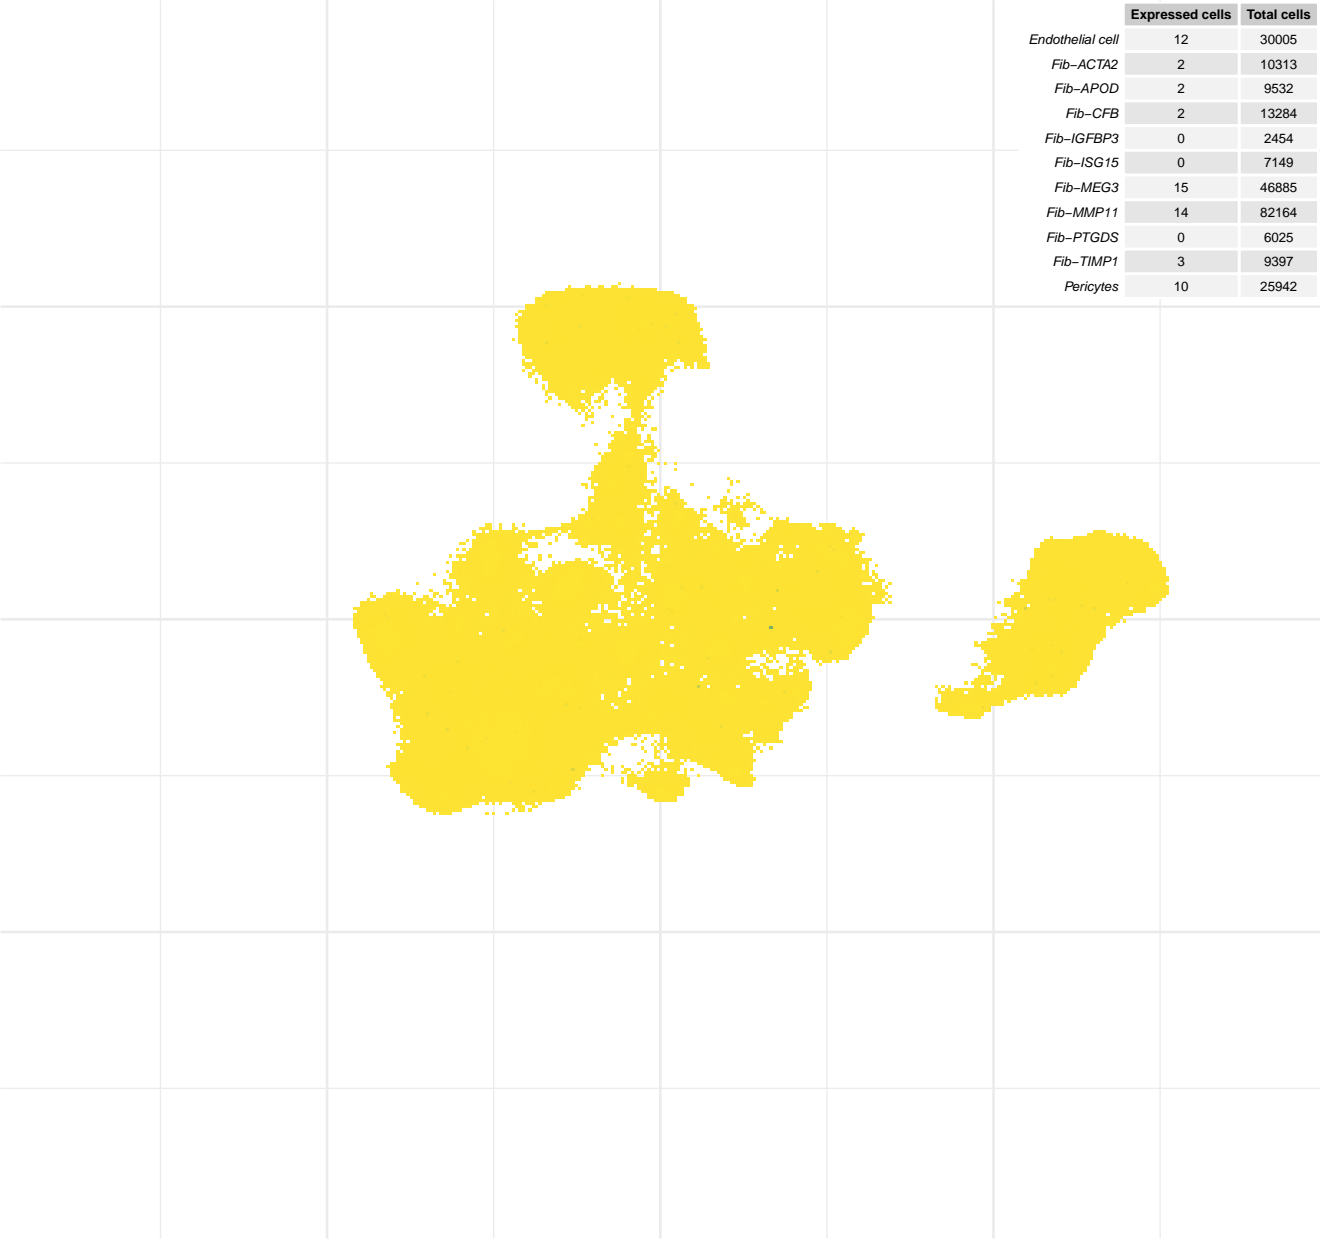 Expressed cells Total cells
Endothelial cell 12 30005
Fib−ACTA2 2 10313
Fib−APOD 2 9532
Fib−CFB 2 13284
Fib−IGFBP3 0 2454
Fib−ISG15 0 7149
Fib−MEG3 15 46885
Fib−MMP11 14 82164
Fib−PTGDS 0 6025
Fib−TIMP1 3 9397
Pericytes 10 25942